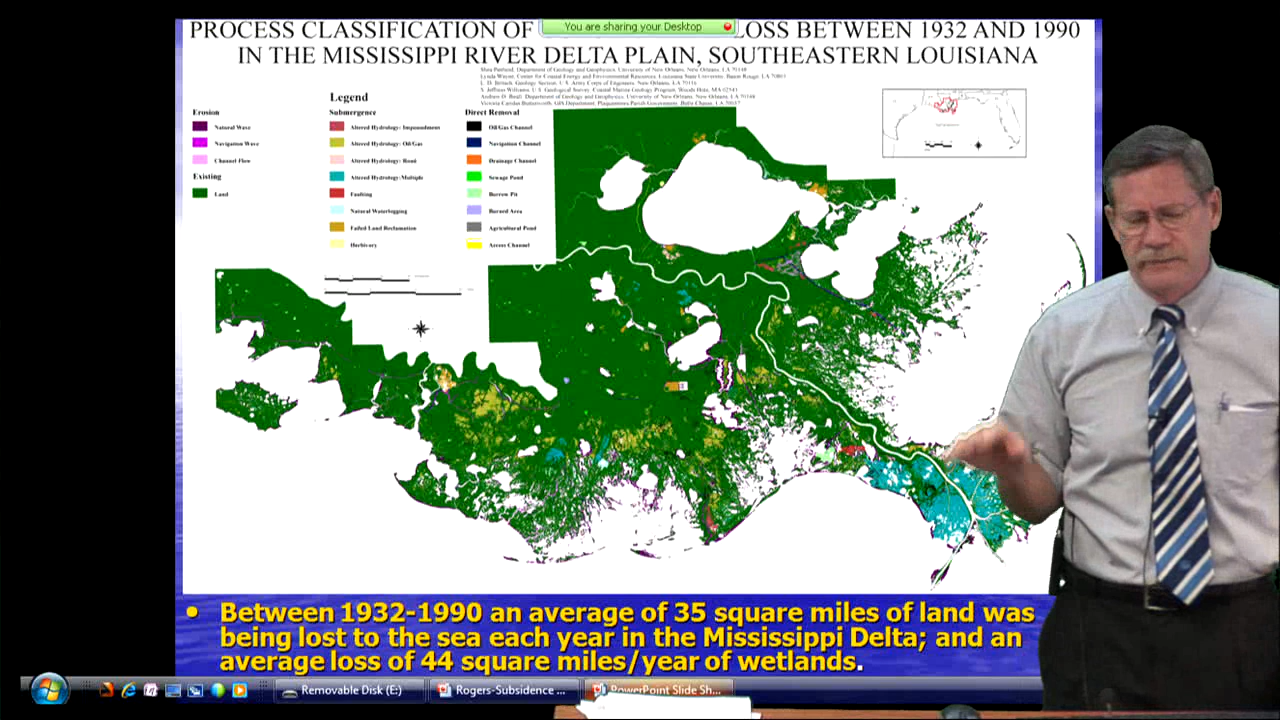 PROCESS CLASSIFICATION OF
LOSS BETWEEN 1932 AND 1990
You are sharing your Desktop
IN THE MISSISSIPPI RIVER DELTA PLAIN, SOUTHEASTERN LOUISIANA
Legend
Erosion
Natural Wave
Navigation Wave
Channel Flow
Existing
Land
Submergence
Altered Hydrology: Impoundment
Altered Hydrology: Oil/Gas
Altered Hydrology: Road
Altered Hydrology: Multiple
Faulting
Natural Waterlogging
Failed Land Reclamation
Herbivory
Direct Removal
Oil/Gas Channel
Navigation Channel
Drainage Channel
Sewage Pond
Borrow Pit
Burned Area
Agricultural Pond
Access Channel
• Between 1932-1990 an average of 35 square miles of land was
being lost to the sea each year in the Mississippi Delta; and an
average loss of 44 square miles/year of wetlands.
Removable Disk (E:)
Rogers-Subsidence ...
PowerPoint Slide Sh...